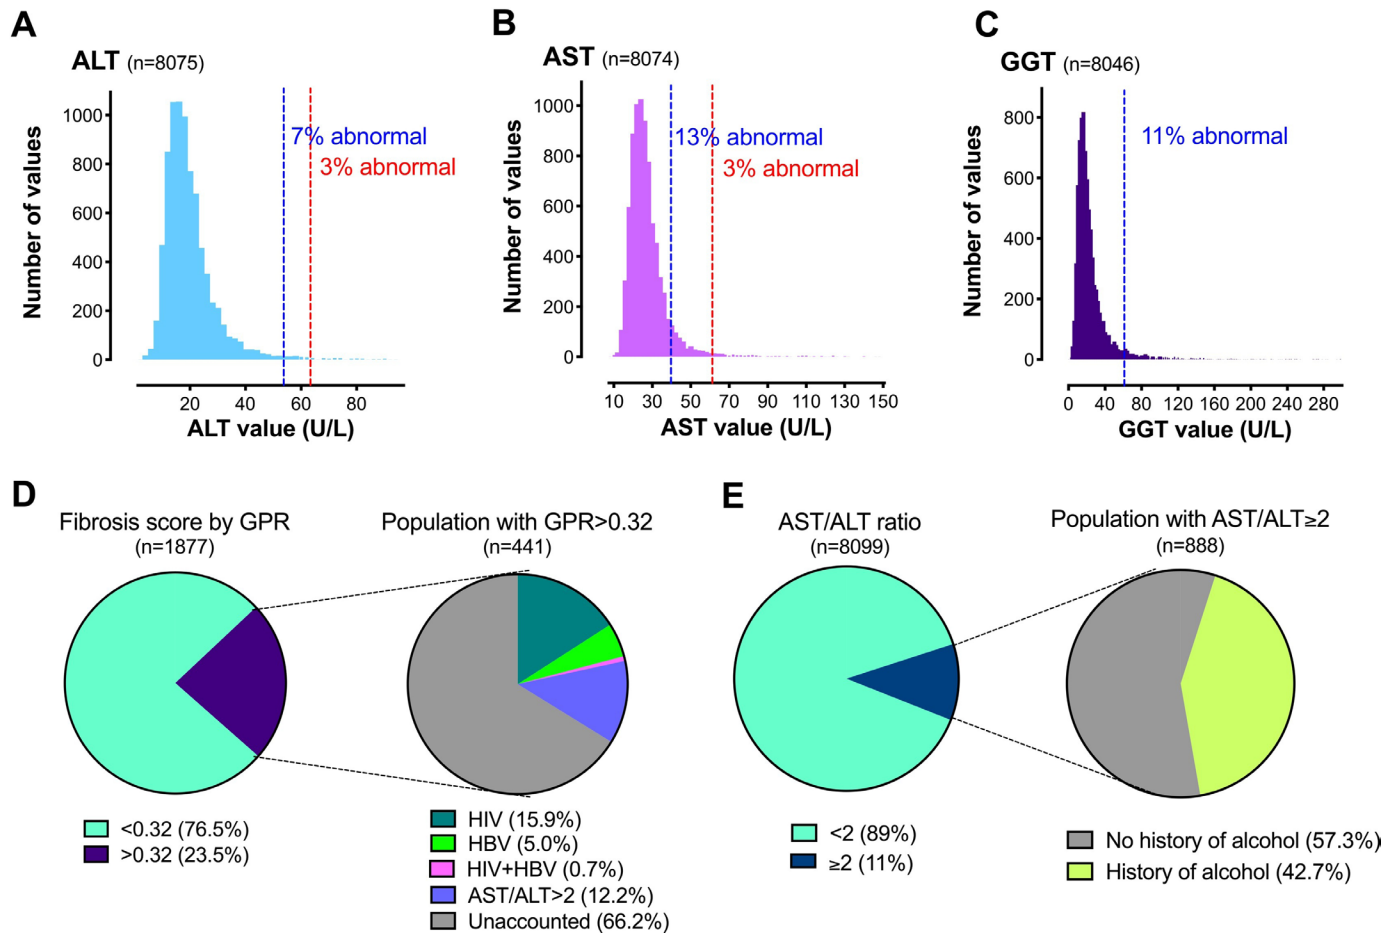 A
ALT (n=8075)
Number of values
1000
800
600
400
200
0
7% abnormal
3% abnormal
20 40 60 80
ALT value (U/L)
B
AST (n=8074)
Number of values
1000
800
600
400
200
0
13% abnormal
3% abnormal
10 30 50 70 90 110 130 150
AST value (U/L)
C
GGT (n=8046)
Number of values
800
600
400
200
0
11% abnormal
0 40 80 120 160 200 240 280
GGT value (U/L)
D
Fibrosis score by GPR
(n=1877)
<0.32 (76.5%)
>0.32 (23.5%)
Population with GPR>0.32
(n=441)
HIV (15.9%)
HBV (5.0%)
HIV+HBV (0.7%)
AST/ALT>2 (12.2%)
Unaccounted (66.2%)
E
AST/ALT ratio
(n=8099)
<2 (89%)
≥2 (11%)
Population with AST/ALT≥2
(n=888)
No history of alcohol (57.3%)
History of alcohol (42.7%)